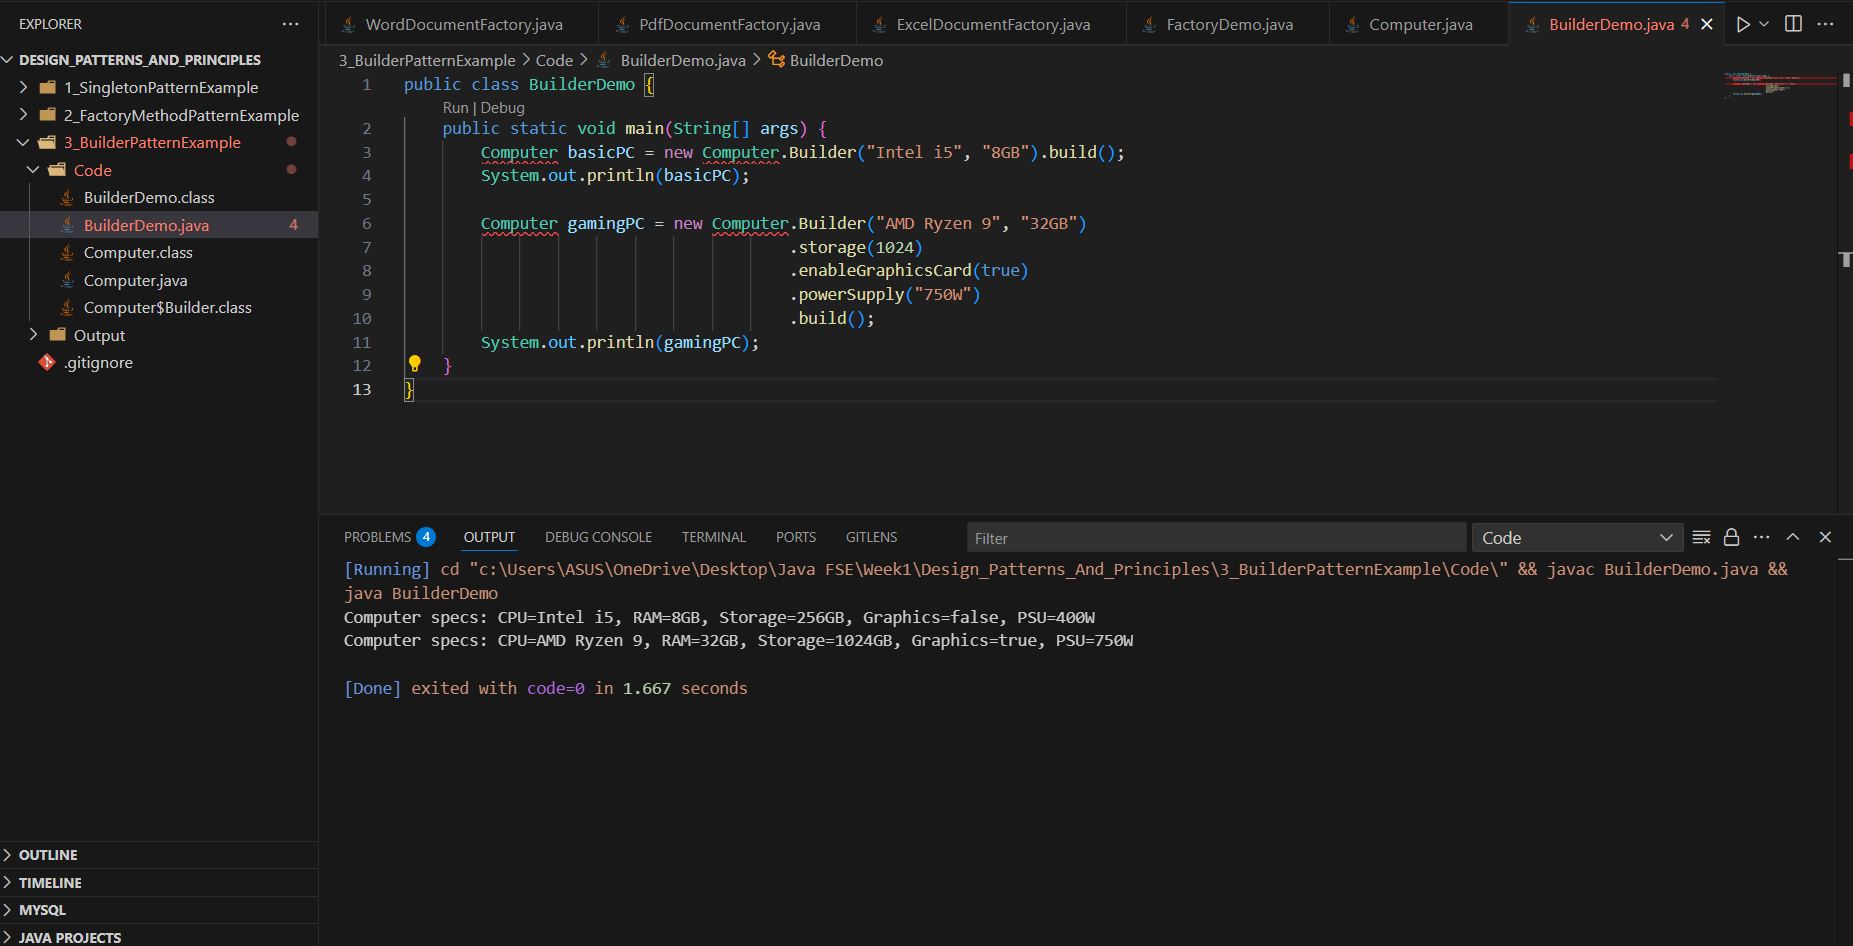 EXPLORER
DESIGN_PATTERNS_AND_PRINCIPLES
1_SingletonPatternExample
2_FactoryMethodPatternExample
3_BuilderPatternExample
Code
BuilderDemo.class
BuilderDemo.java 4
Computer.class
Computer.java
Computer$Builder.class
Output
.gitignore
OUTLINE
TIMELINE
MYSQL
JAVA PROJECTS
WordDocumentFactory.java PdfDocumentFactory.java ExcelDocumentFactory.java FactoryDemo.java Computer.java BuilderDemo.java 4
3_BuilderPatternExample > Code > BuilderDemo.java > BuilderDemo
1 public class BuilderDemo {
Run | Debug
2 public static void main(String[] args) {
3 Computer basicPC = new Computer.Builder("Intel i5", "8GB").build();
4 System.out.println(basicPC);
5
6 Computer gamingPC = new Computer.Builder("AMD Ryzen 9", "32GB")
7 .storage(1024)
8 .enableGraphicsCard(true)
9 .powerSupply("750W")
10 .build();
11 System.out.println(gamingPC);
12 }
13 }
PROBLEMS 4 OUTPUT DEBUG CONSOLE TERMINAL PORTS GITLENS Filter Code
[Running] cd "c:\Users\ASUS\OneDrive\Desktop\Java FSE\Week1\Design_Patterns_And_Principles\3_BuilderPatternExample\Code\" && javac BuilderDemo.java &&
java BuilderDemo
Computer specs: CPU=Intel i5, RAM=8GB, Storage=256GB, Graphics=false, PSU=400W
Computer specs: CPU=AMD Ryzen 9, RAM=32GB, Storage=1024GB, Graphics=true, PSU=750W
[Done] exited with code=0 in 1.667 seconds